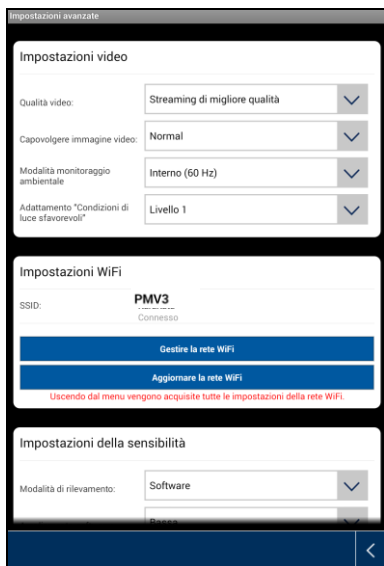 Impostazioni avanzate
Impostazioni video
Qualità video:
Streaming di migliore qualità
Capovolgere immagine video:
Normal
Modalità monitoraggio
ambientale
Interno (60 Hz)
Adattamento "Condizioni di
luce sfavorevoli"
Livello 1
Impostazioni WiFi
SSID:
PMV3
Connesso
Gestire la rete WiFi
Aggiornare la rete WiFi
Uscendo dal menu vengono acquisite tutte le impostazioni della rete WiFi.
Impostazioni della sensibilità
Modalità di rilevamento:
Software